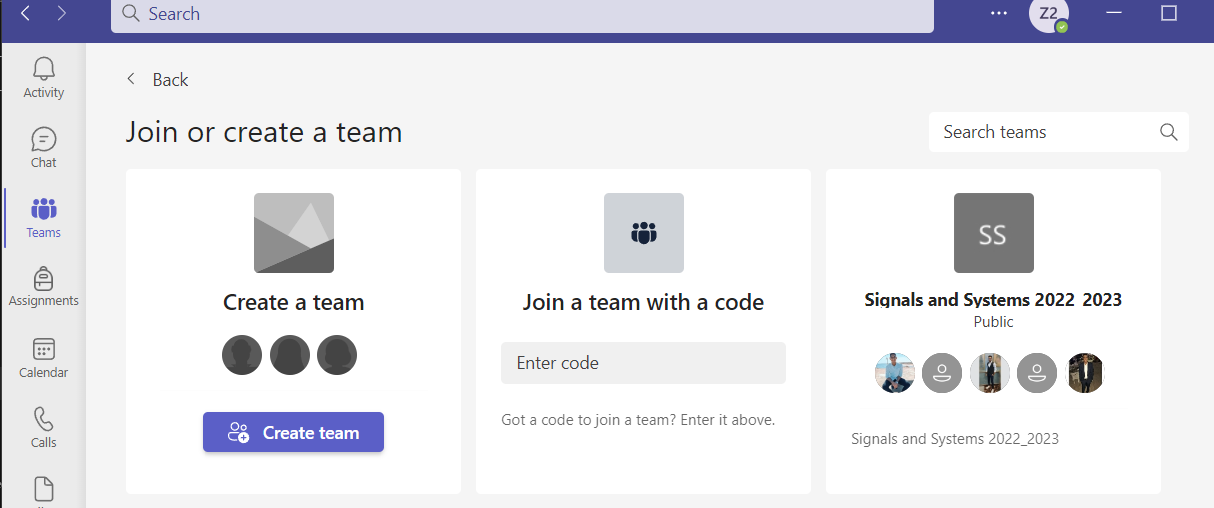 Search
Z2
Activity
Chat
Teams
Assignments
Calendar
Calls
Back
Join or create a team
Search teams
Create a team
Create team
Join a team with a code
Enter code
Got a code to join a team? Enter it above.
SS
Signals and Systems 2022_2023
Public
Signals and Systems 2022_2023